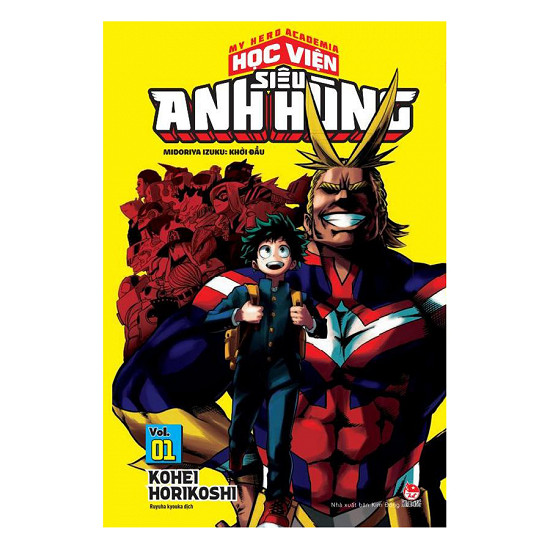 MY HERO ACADEMIA
HỌC VIỆN
SIÊU
ANH HÙNG
MIDORIYA IZUKU: KHỞI ĐẦU
Vol.
01
KOHEI
HORIKOSHI
Ruyuha kyouka dịch
Nhà xuất bản Kim Đồng